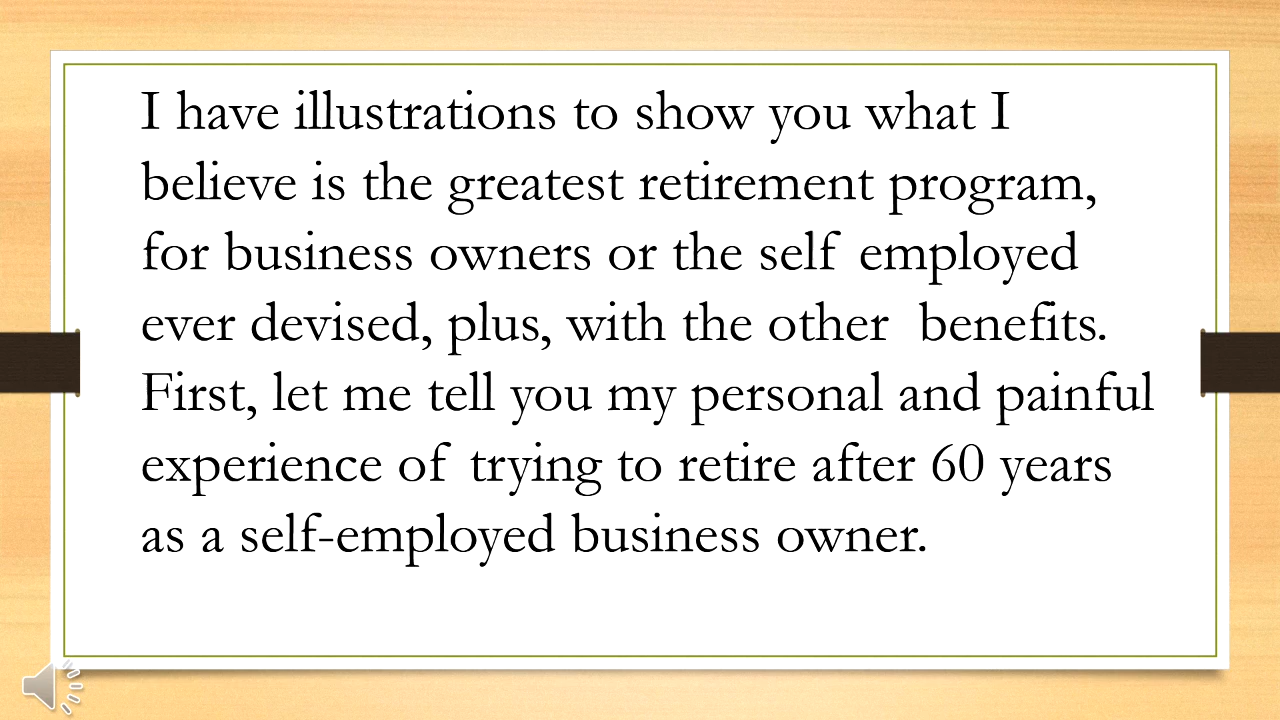 I have illustrations to show you what I
believe is the greatest retirement program,
for business owners or the self employed
ever devised, plus, with the other  benefits.
First, let me tell you my personal and painful
experience of trying to retire after 60 years
as a self-employed business owner.